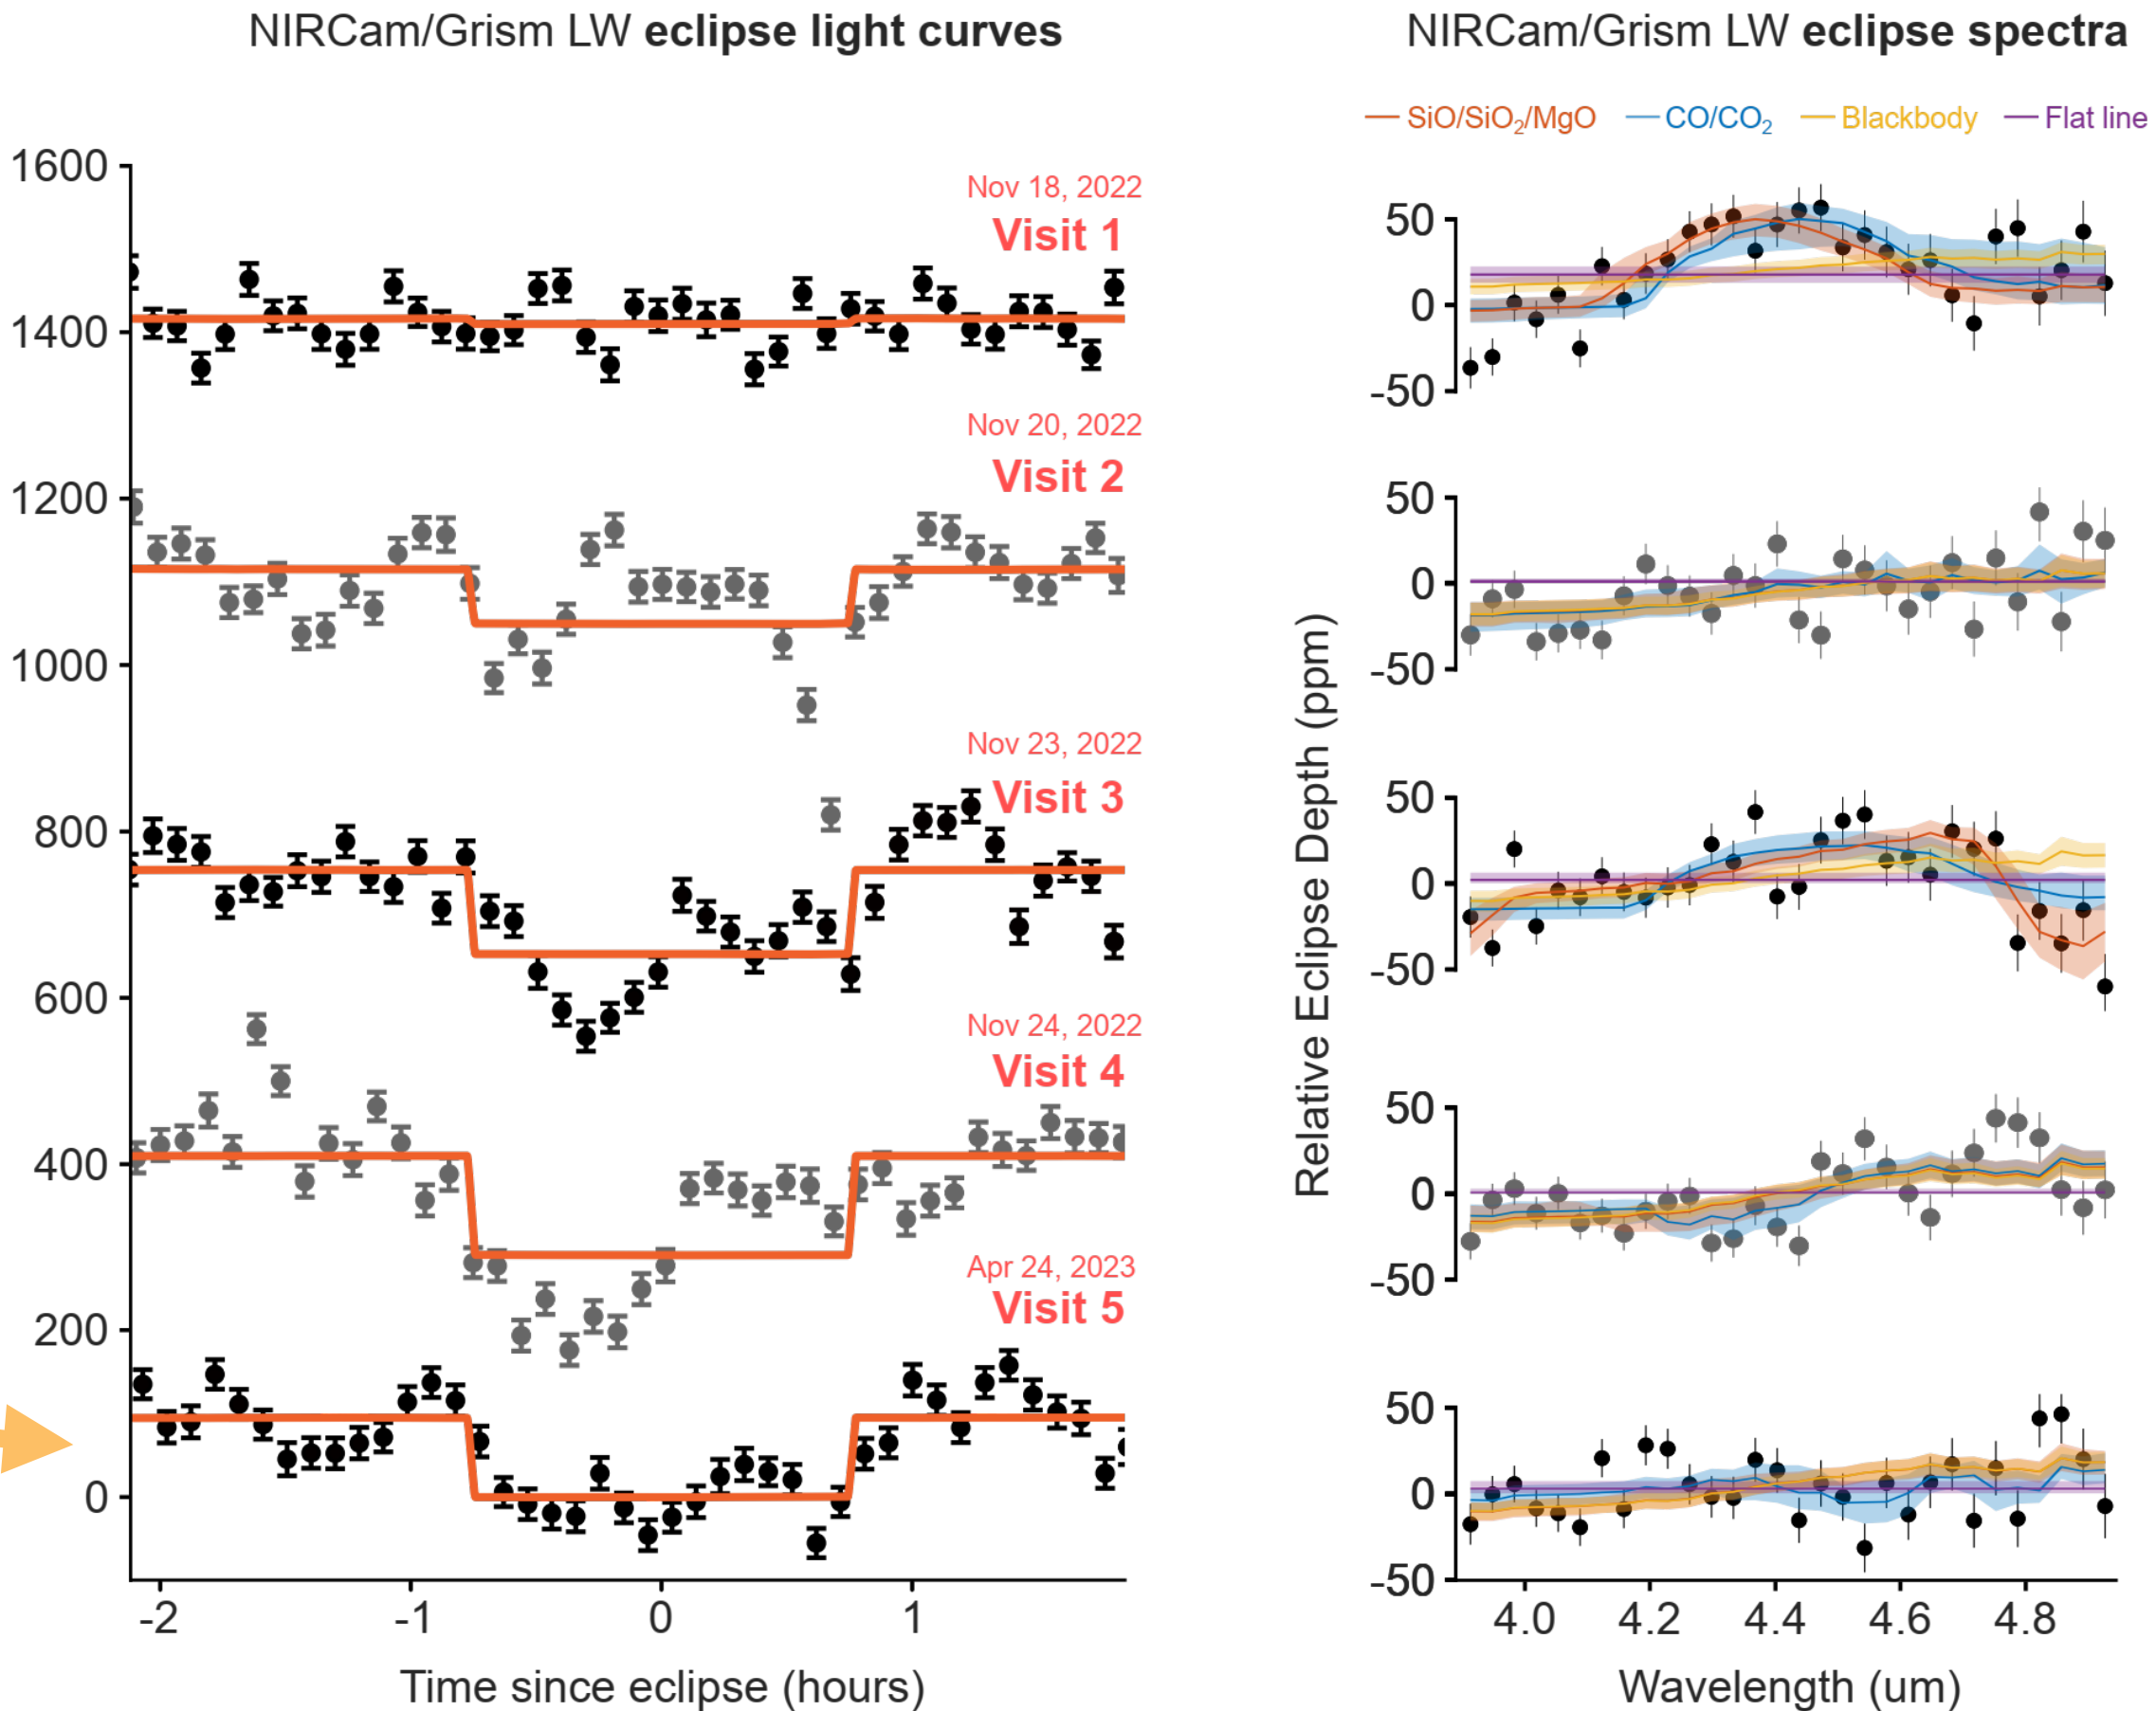 NIRCam/Grism LW eclipse light curves
1600
1400
1200
1000
800
600
400
200
0
Nov 18, 2022
Visit 1
Nov 20, 2022
Visit 2
Nov 23, 2022
Visit 3
Nov 24, 2022
Visit 4
Apr 24, 2023
Visit 5
-2 -1 0 1
Time since eclipse (hours)
NIRCam/Grism LW eclipse spectra
SiO/SiO₂/MgO CO/CO₂ Blackbody Flat line
Relative Eclipse Depth (ppm)
50
0
-50
50
0
-50
50
0
-50
50
0
-50
50
0
-50
4.0 4.2 4.4 4.6 4.8
Wavelength (um)